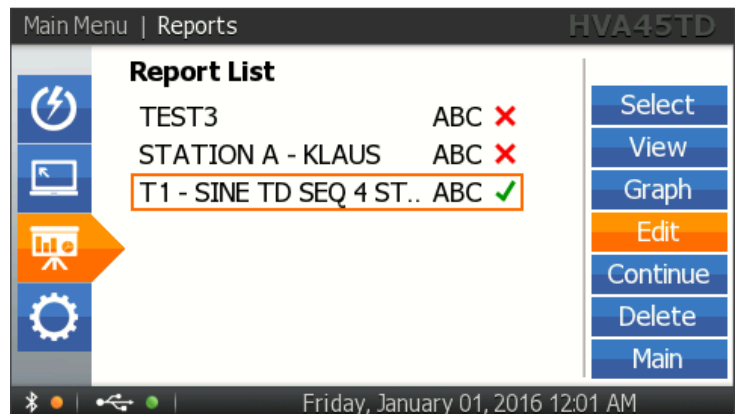 Main Menu | Reports
HVA45TD
Report List
TEST3 ABC
STATION A - KLAUS ABC
T1 - SINE TD SEQ 4 ST.. ABC
Select
View
Graph
Edit
Continue
Delete
Main
Friday, January 01, 2016 12:01 AM